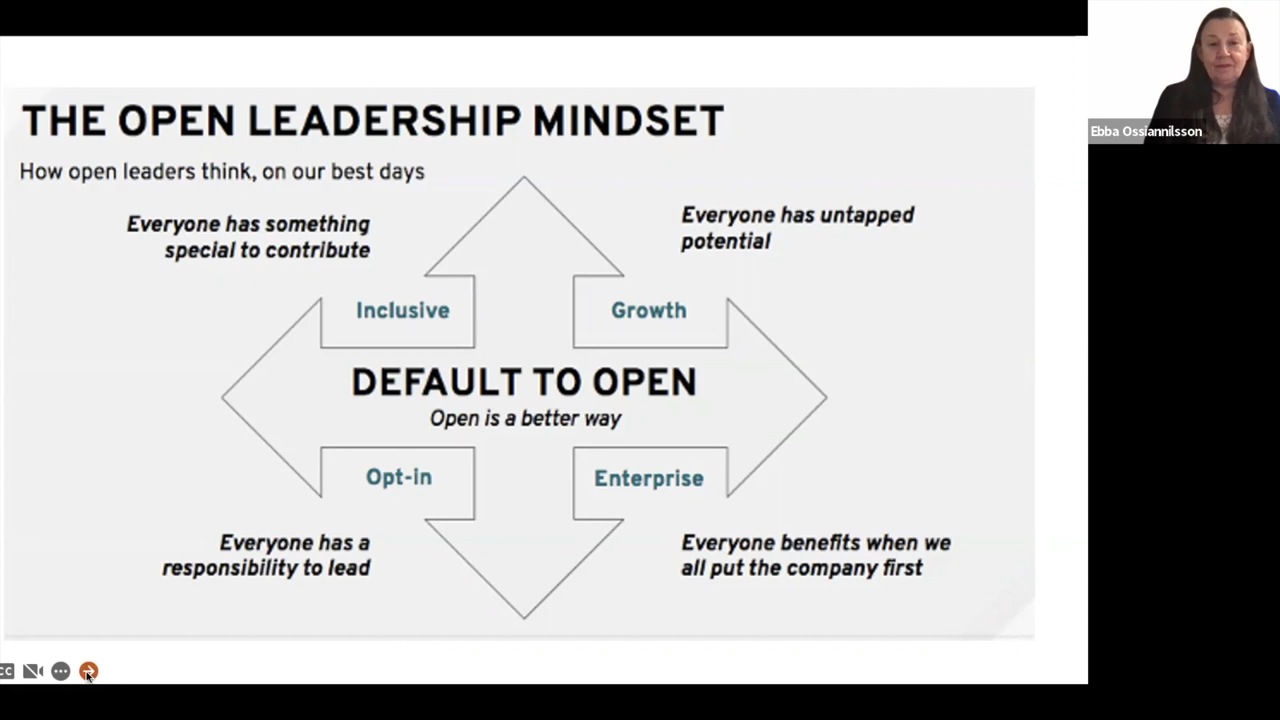 THE OPEN LEADERSHIP MINDSET
How open leaders think, on our best days
Everyone has something
special to contribute
Everyone has untapped
potential
Inclusive
Growth
DEFAULT TO OPEN
Open is a better way
Opt-in
Enterprise
Everyone has a
responsibility to lead
Everyone benefits when we
all put the company first
Ebba Ossiannilsson
CC